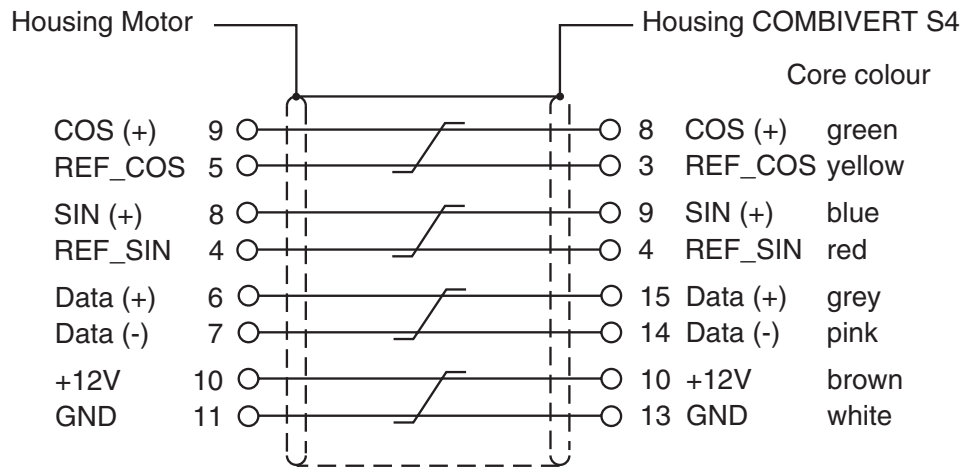 Housing Motor Housing COMBIVERT S4
Core colour
COS (+) 9 8 COS (+) green
REF_COS 5 3 REF_COS yellow
SIN (+) 8 9 SIN (+) blue
REF_SIN 4 4 REF_SIN red
Data (+) 6 15 Data (+) grey
Data (-) 7 14 Data (-) pink
+12V 10 10 +12V brown
GND 11 13 GND white